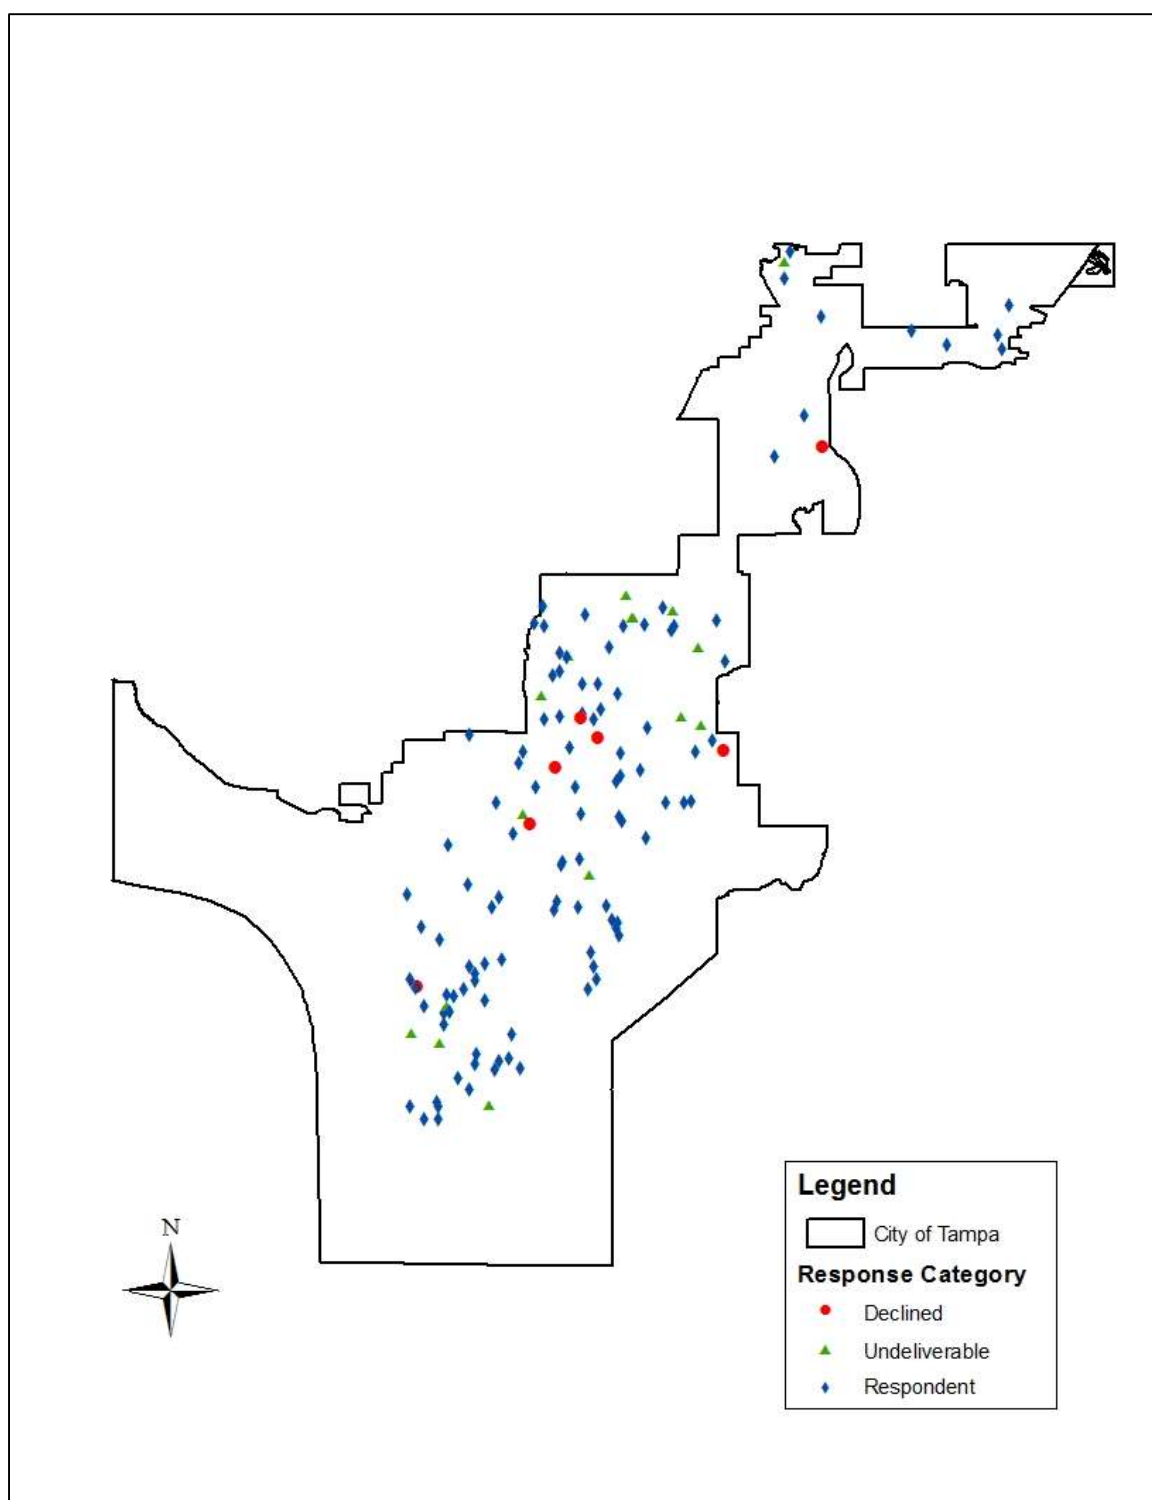 N
Legend
City of Tampa
Response Category
Declined
Undeliverable
Respondent